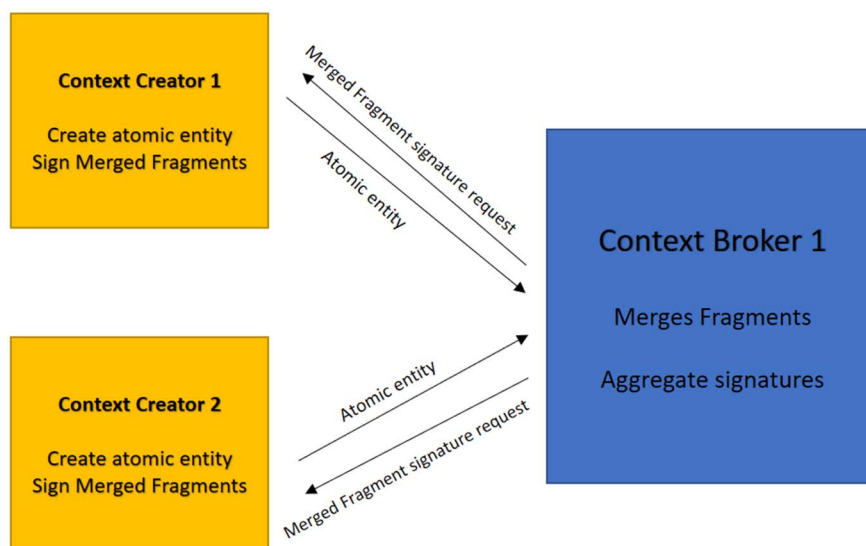 Context Creator 1
Create atomic entity
Sign Merged Fragments
Merged Fragment signature request
Atomic entity
Context Broker 1
Merges Fragments
Aggregate signatures
Atomic entity
Merged Fragment signature request
Context Creator 2
Create atomic entity
Sign Merged Fragments